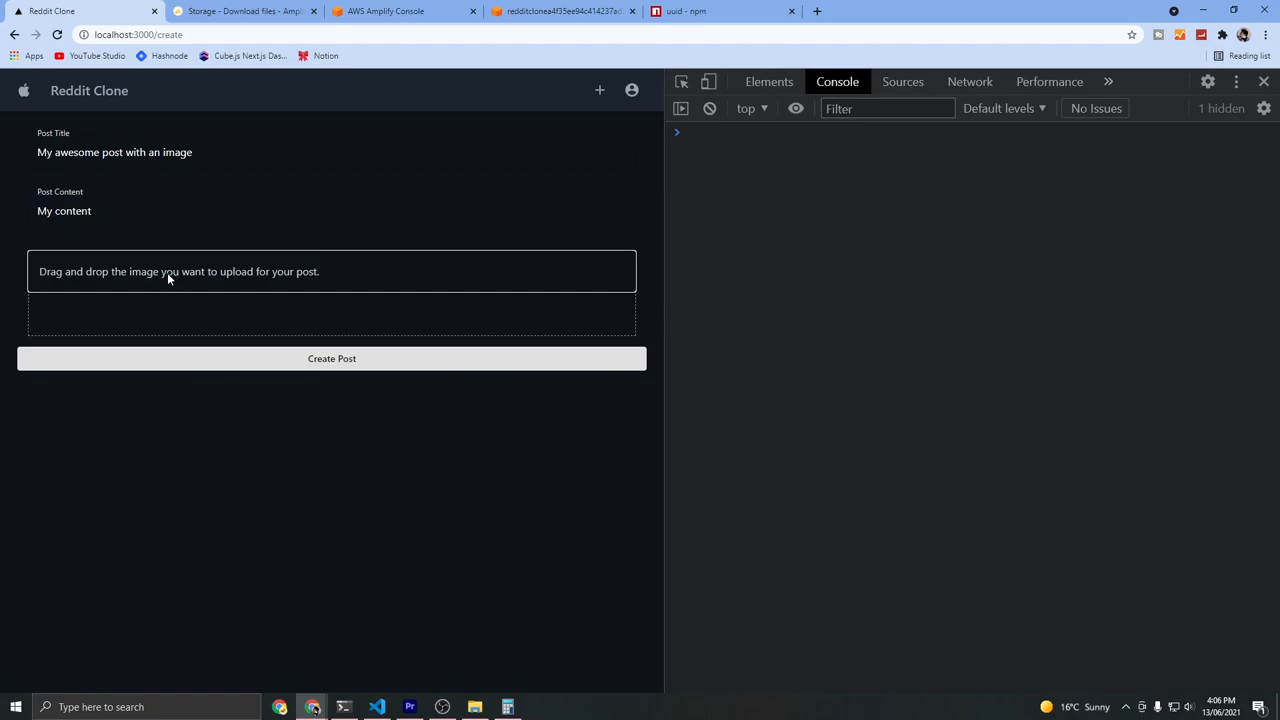 Reddit Clone
Storage - Download files - Ampli
AWS Amplify Console
redditclonea4f35ee94c414237ad
uuid - npm
localhost:3000/create
Apps
YouTube Studio
Hashnode
Cube.js Next.js Das...
Notion
Reading list
Reddit Clone
Elements
Console
Sources
Network
Performance
top
Filter
Default levels
No Issues
1 hidden
Post Title
My awesome post with an image
Post Content
My content
Drag and drop the image you want to upload for your post.
Create Post
Type here to search
16°C Sunny
4:06 PM
13/06/2021